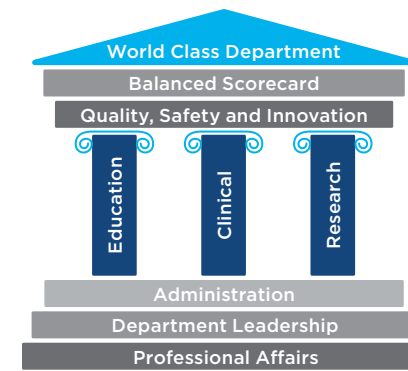 World Class Department
Balanced Scorecard
Quality, Safety and Innovation
Education
Clinical
Research
Administration
Department Leadership
Professional Affairs